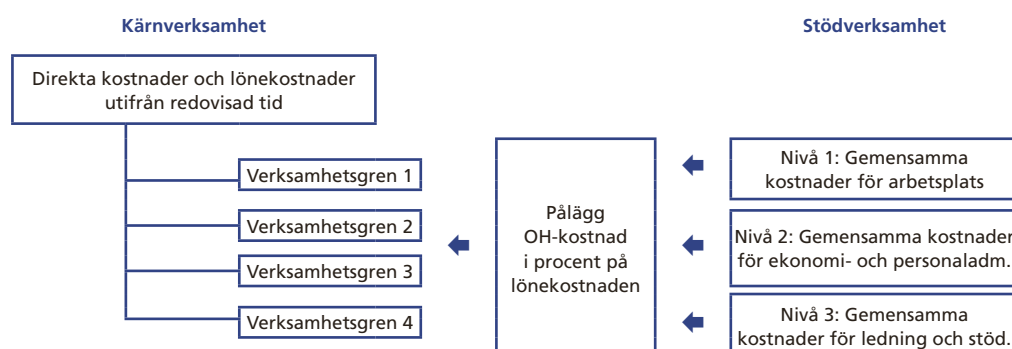 Kärnverksamhet
Stödverksamhet
Direkta kostnader och lönekostnader
utifrån redovisad tid
Verksamhetsgren 1
Verksamhetsgren 2
Verksamhetsgren 3
Verksamhetsgren 4
Pålägg
OH-kostnad
i procent på
lönekostnaden
Nivå 1: Gemensamma
kostnader för arbetsplats
Nivå 2: Gemensamma kostnader
för ekonomi- och personaladm.
Nivå 3: Gemensamma
kostnader för ledning och stöd.